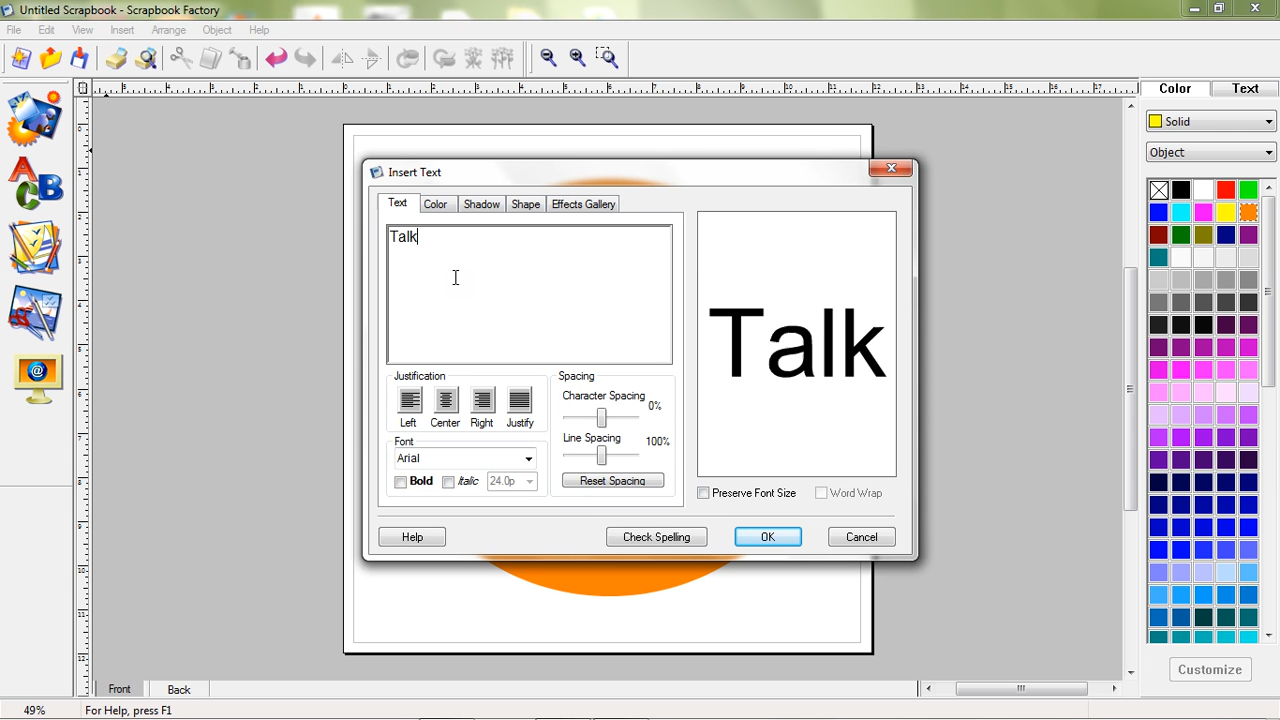 Untitled Scrapbook - Scrapbook Factory
File Edit View Insert Arrange Object Help
Color Text
Solid
Object
Insert Text
Text Color Shadow Shape Effects Gallery
Talk
Talk
Justification
Left Center Right Justify
Spacing
Character Spacing 0%
Line Spacing 100%
Reset Spacing
Font
Arial
Bold Italic 24.0p
Preserve Font Size Word Wrap
Help Check Spelling OK Cancel
Customize
Front Back
49% For Help, press F1